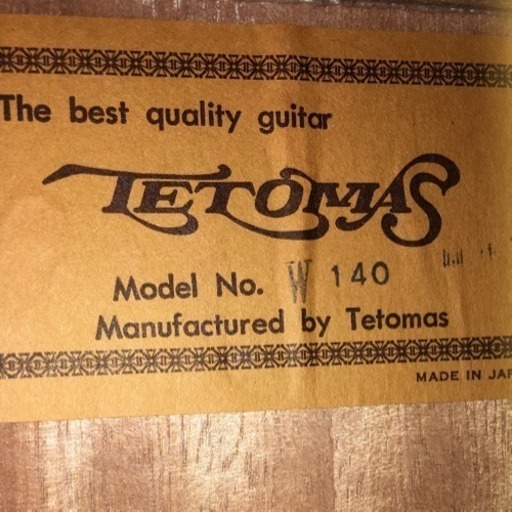 The best quality guitar
TETOMAS
Model No. W 140
Manufactured by Tetomas
MADE IN JAP